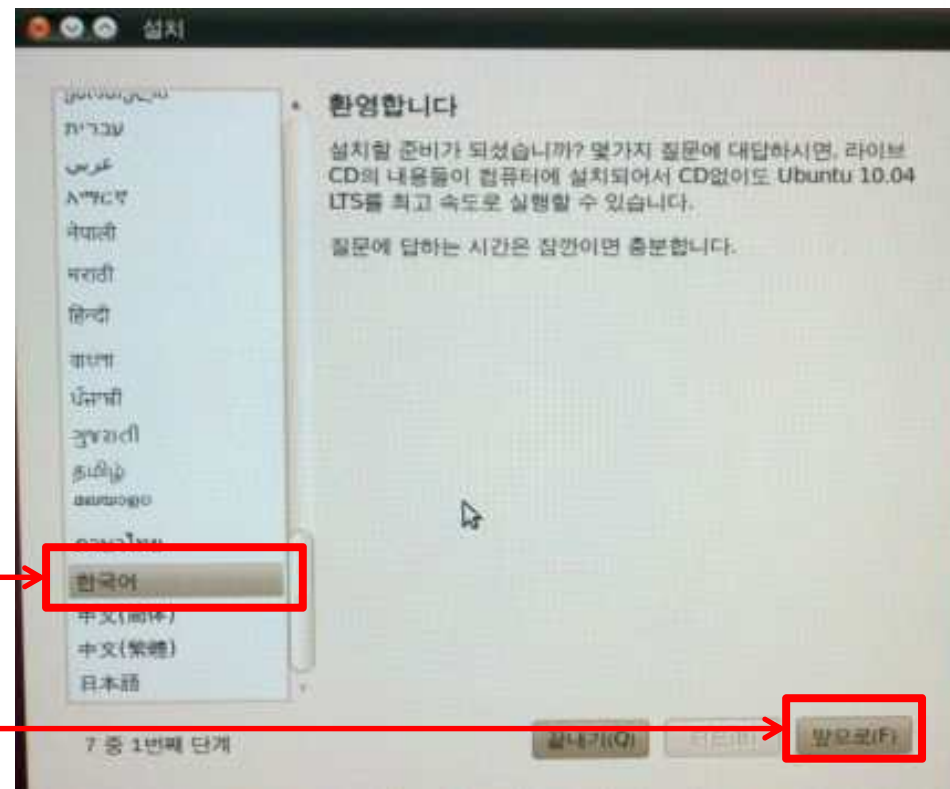 설치
עברית
عربي
አማርኛ
नेपाली
मराठी
हिन्दी
বাংলা
ਪੰਜਾਬੀ
ગુજરાતી
தமிழ்
한국어
中文(简体)
中文(繁體)
日本語
환영합니다
설치할 준비가 되셨습니까? 몇가지 질문에 대답하시면, 라이브
CD의 내용들이 컴퓨터에 설치되어서 CD없이도 Ubuntu 10.04
LTS를 최고 속도로 실행할 수 있습니다.
질문에 답하는 시간은 잠깐이면 충분합니다.
7 중 1번째 단계
끝내기(Q)
앞으로(F)